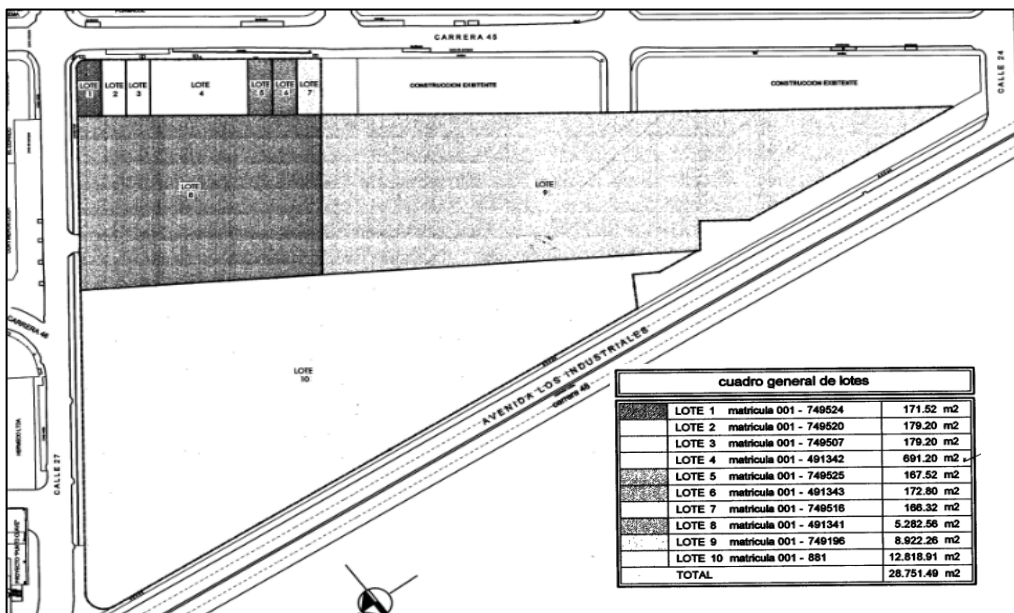 CARRERA 45
CALLE 24
LOTE 1
LOTE 2
LOTE 3
LOTE 4
LOTE 5
LOTE 6
LOTE 7
CONSTRUCCION EXISTENTE
CONSTRUCCION EXISTENTE
LOTE 8
LOTE 9
CARRERA 46
LOTE 10
AVENIDA LOS INDUSTRIALES
carrera 48
CALLE 27
cuadro general de lotes
LOTE 1 matricula 001 - 749524 171.52 m2
LOTE 2 matricula 001 - 749520 179.20 m2
LOTE 3 matricula 001 - 749507 179.20 m2
LOTE 4 matricula 001 - 491342 691.20 m2
LOTE 5 matricula 001 - 749525 167.52 m2
LOTE 6 matricula 001 - 491343 172.80 m2
LOTE 7 matricula 001 - 749516 166.32 m2
LOTE 8 matricula 001 - 491341 5.282.56 m2
LOTE 9 matricula 001 - 749196 8.922.26 m2
LOTE 10 matricula 001 - 881 12.818.91 m2
TOTAL 28.751.49 m2